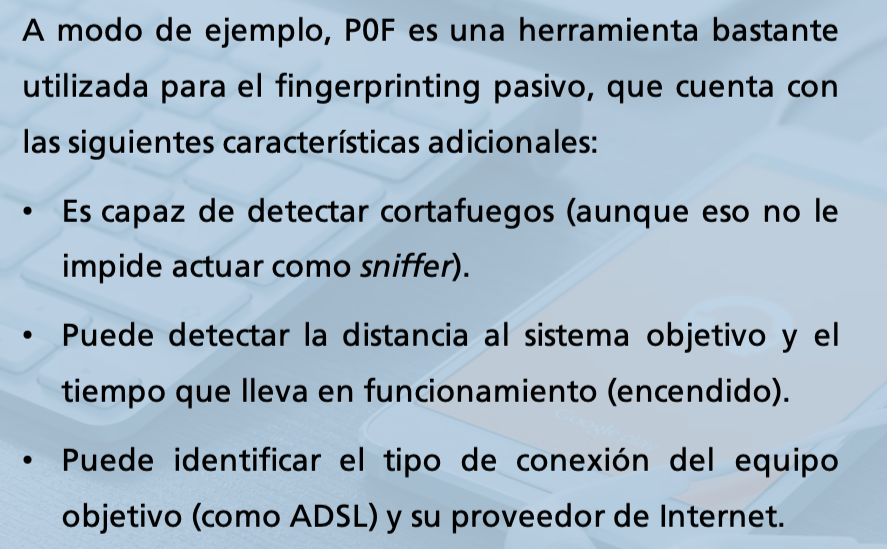 A modo de ejemplo, P0F es una herramienta bastante
utilizada para el fingerprinting pasivo, que cuenta con
las siguientes características adicionales:
• Es capaz de detectar cortafuegos (aunque eso no le
impide actuar como sniffer).
• Puede detectar la distancia al sistema objetivo y el
tiempo que lleva en funcionamiento (encendido).
• Puede identificar el tipo de conexión del equipo
objetivo (como ADSL) y su proveedor de Internet.